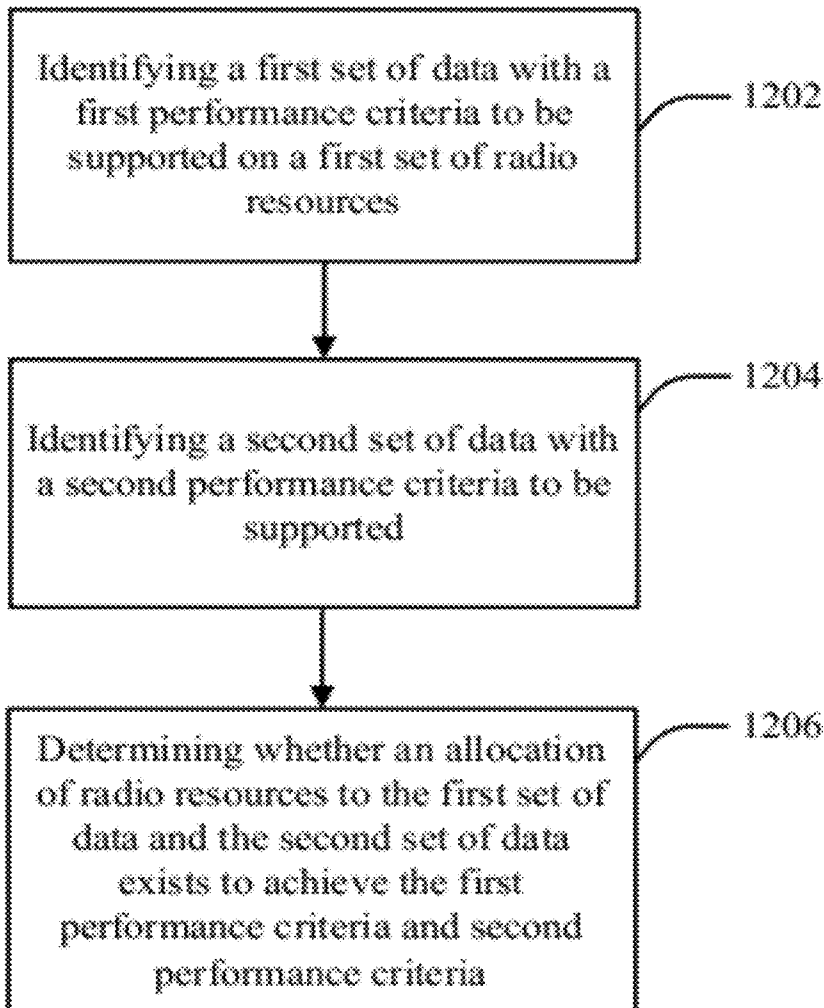 Identifying a first set of data with a
first performance criteria to be
supported on a first set of radio
resources
1202
Identifying a second set of data with
a second performance criteria to be
supported
1204
Determining whether an allocation
of radio resources to the first set of
data and the second set of data
exists to achieve the first
performance criteria and second
performance criteria
1206